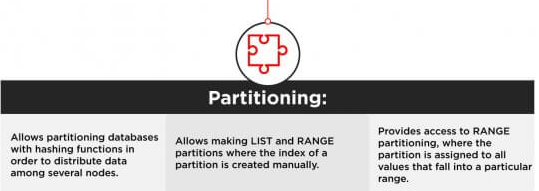 Partitioning:
Allows partitioning databases
with hashing functions in
order to distribute data
among several nodes.
Allows making LIST and RANGE
partitions where the index of a
partition is created manually.
Provides access to RANGE
partitioning, where the
partition is assigned to all
values that fall into a particular
range.